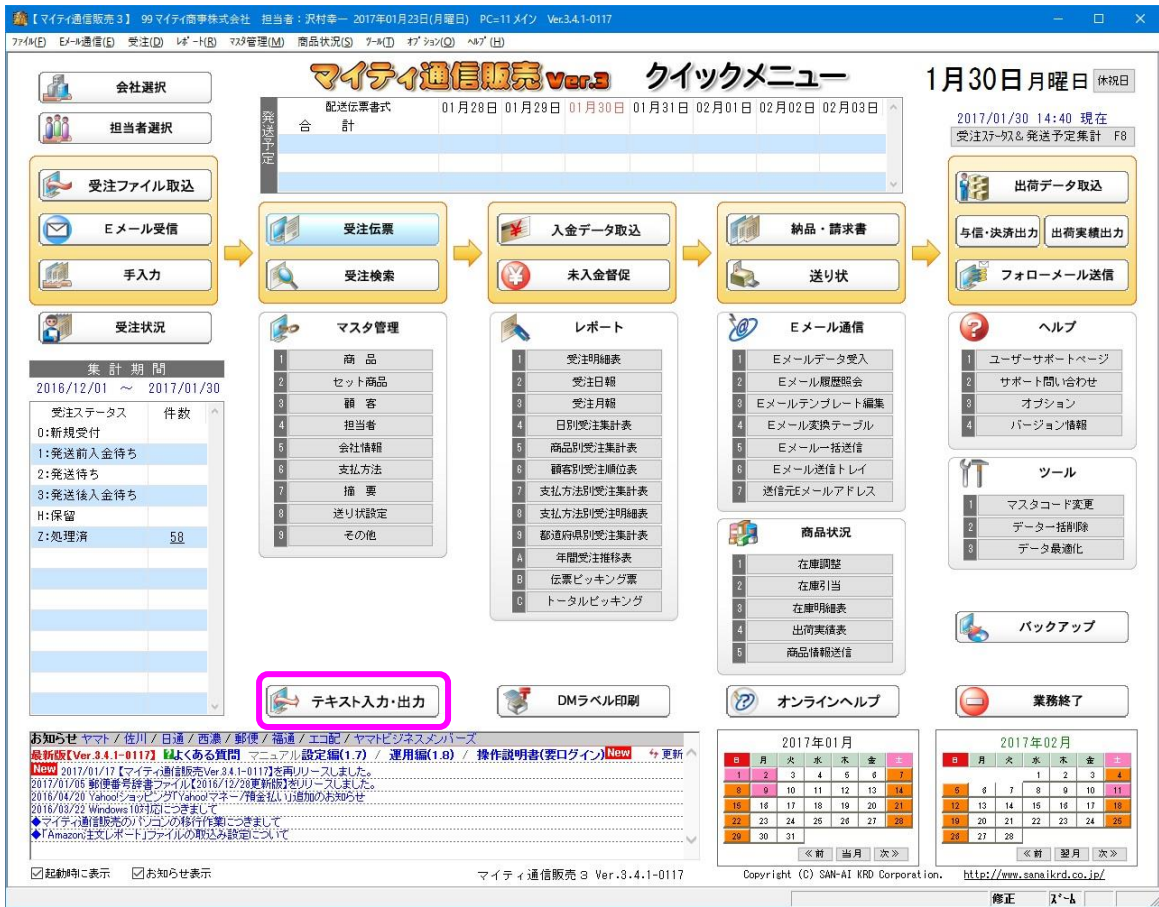 【マイティ通信販売3】 99 マイティ商事株式会社 担当者：沢村幸一 2017年01月23日(月曜日) PC=11 メイン Ver.3.4.1-0117
ファイル(F) Eメール通信(E) 受注(D) レポート(R) マスタ管理(M) 商品状況(S) ツール(T) オプション(O) ヘルプ(H)
マイティ通信販売 Ver.3 クイックメニュー
1月30日 月曜日 休祝日
2017/01/30 14:40 現在
受注ステータス＆発送予定集計 F8
会社選択
担当者選択
発送予定
配送伝票書式 01月28日 01月29日 01月30日 01月31日 02月01日 02月02日 02月03日
合 計
受注ファイル取込
Eメール受信
手入力
受注伝票
受注検索
入金データ取込
未入金督促
納品・請求書
送り状
出荷データ取込
与信・決済出力 出荷実績出力
フォローメール送信
受注状況
集計期間
2016/12/01 ～ 2017/01/30
受注ステータス 件数
0:新規受付
1:発送前入金待ち
2:発送待ち
3:発送後入金待ち
H:保留
Z:処理済 58
マスタ管理
1 商 品
2 セット商品
3 顧 客
4 担当者
5 会社情報
6 支払方法
7 摘 要
8 送り状設定
9 その他
レポート
1 受注明細表
2 受注日報
3 受注月報
4 日別受注集計表
5 商品別受注集計表
6 顧客別受注順位表
7 支払方法別受注集計表
8 支払方法別受注明細表
9 都道府県別受注集計表
A 年間受注推移表
B 伝票ピッキング票
C トータルピッキング
Eメール通信
1 Eメールデータ受入
2 Eメール履歴照会
3 Eメールテンプレート編集
4 Eメール変換テーブル
5 Eメール一括送信
6 Eメール送信トレイ
7 送信元Eメールアドレス
商品状況
1 在庫調整
2 在庫引当
3 在庫明細表
4 出荷実績表
5 商品情報送信
ヘルプ
1 ユーザーサポートページ
2 サポート問い合わせ
3 オプション
4 バージョン情報
ツール
1 マスタコード変更
2 データ一括削除
3 データ最適化
バックアップ
テキスト入力・出力
DMラベル印刷
オンラインヘルプ
業務終了
お知らせ ヤマト / 佐川 / 日通 / 西濃 / 郵便 / 福通 / エコ配 / ヤマトビジネスメンバーズ
最新版【Ver.3.4.1-0117】 よくある質問 マニュアル 設定編(1.7) / 運用編(1.8) / 操作説明書(要ログイン) New 更新
New 2017/01/17【マイティ通信販売Ver.3.4.1-0117】を再リリースしました。
2017/01/05 郵便番号辞書ファイル【2016/12/28更新版】をリリースしました。
2016/04/20 Yahoo!ショッピング「Yahoo!マネー/預金払い」追加のお知らせ
2016/03/22 Windows10対応につきまして
◆マイティ通信販売のパソコンの移行作業につきまして
◆「Amazon注文レポート」ファイルの取込み設定について
起動時に表示 お知らせ表示
マイティ通信販売３ Ver.3.4.1-0117
2017年01月
日 月 火 水 木 金 土
1 2 3 4 5 6 7
8 9 10 11 12 13 14
15 16 17 18 19 20 21
22 23 24 25 26 27 28
29 30 31
≪前 当月 次≫
2017年02月
日 月 火 水 木 金 土
1 2 3 4
5 6 7 8 9 10 11
12 13 14 15 16 17 18
19 20 21 22 23 24 25
26 27 28
≪前 翌月 次≫
Copyright (C) SAN-AI KRD Corporation. http://www.sanaikrd.co.jp/
修正 ズーム